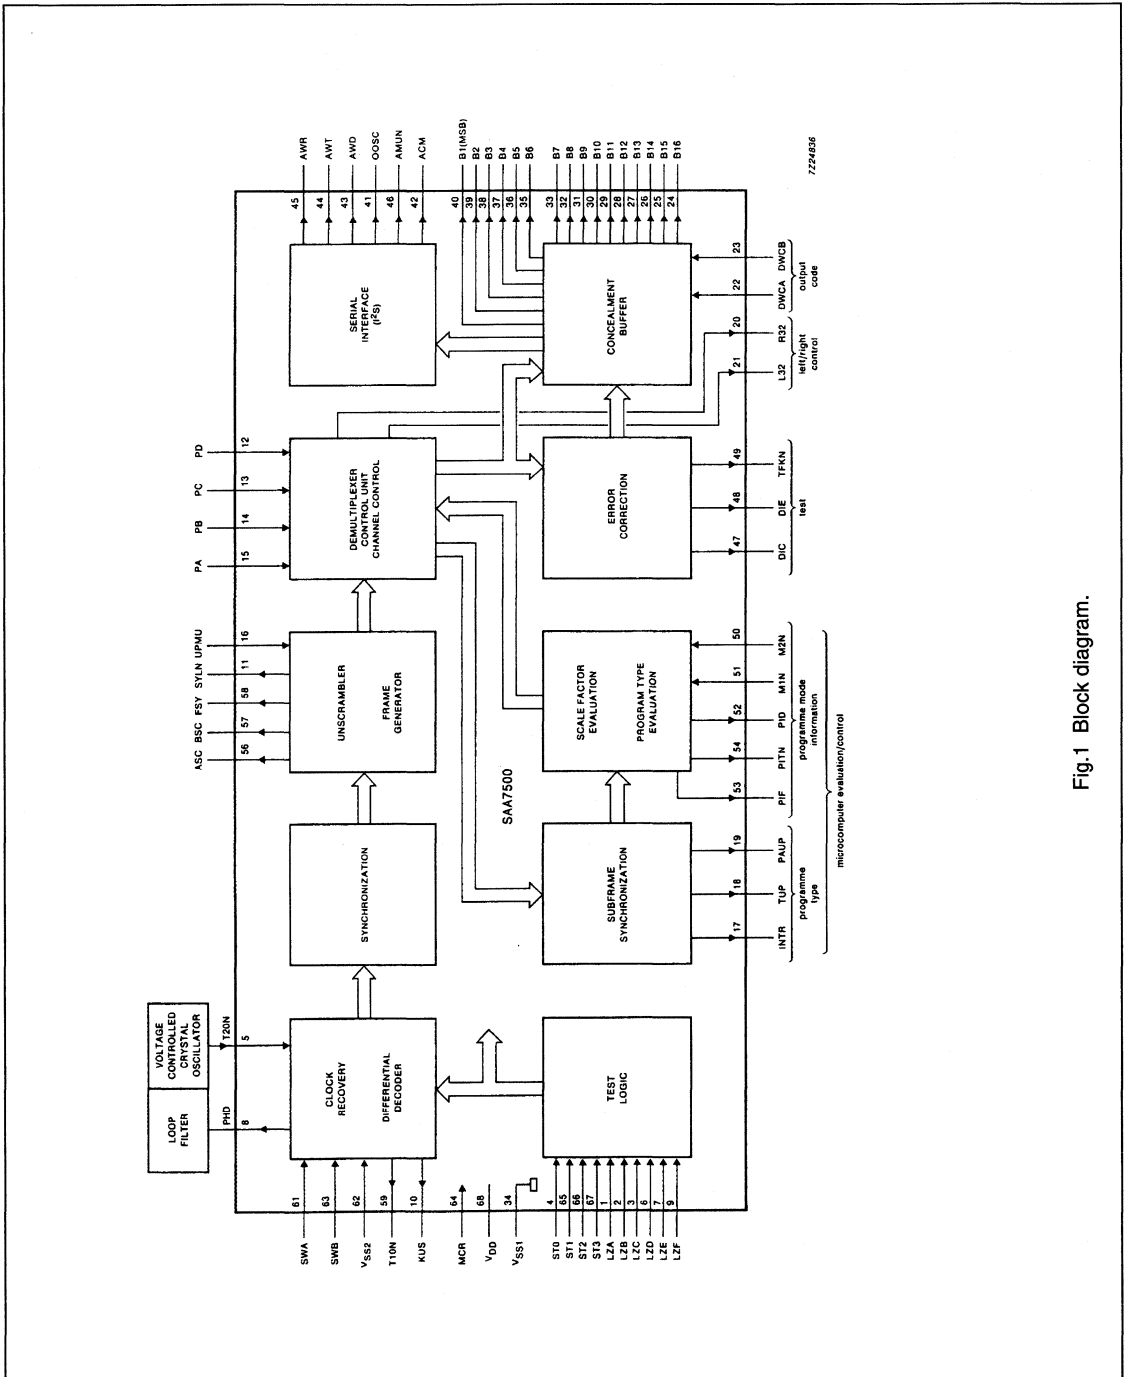 VOLTAGE
CONTROLLED
CRYSTAL
OSCILLATOR
LOOP
FILTER
T20N
5
PHD
8
SWA
61
SWB
63
VSS2
62
T10N
59
KUS
10
MCR
64
VDD
68
VSS1
34
CLOCK
RECOVERY
DIFFERENTIAL
DECODER
ST0
4
ST1
65
ST2
66
ST3
67
LZA
1
LZB
2
LZC
3
LZD
6
LZE
7
LZF
9
TEST
LOGIC
SYNCHRONIZATION
SUBFRAME
SYNCHRONIZATION
INTR
17
TUP
18
PAUP
19
programme
type
SAA7500
ASC
56
BSC
57
FSY
58
SYLN
11
UPMU
16
UNSCRAMBLER
FRAME
GENERATOR
SCALE FACTOR
EVALUATION
PROGRAM TYPE
EVALUATION
PIF
53
PITN
54
PID
52
M1N
51
M2N
50
programme mode
information
microcomputer evaluation/control
PA
15
PB
14
PC
13
PD
12
DEMULTIPLEXER
CONTROL UNIT
CHANNEL CONTROL
ERROR
CORRECTION
DIC
47
DIE
48
TFKN
49
test
SERIAL
INTERFACE
(I²S)
AWR
45
AWT
44
AWD
43
OOSC
41
AMUN
46
ACM
42
CONCEALMENT
BUFFER
B1(MSB)
40
B2
39
B3
38
B4
37
B5
36
B6
35
B7
33
B8
32
B9
31
B10
30
B11
29
B12
28
B13
27
B14
26
B15
25
B16
24
L32
21
R32
20
left/right
control
DWCA
22
DWCB
23
output
code
7Z24836
Fig.1 Block diagram.